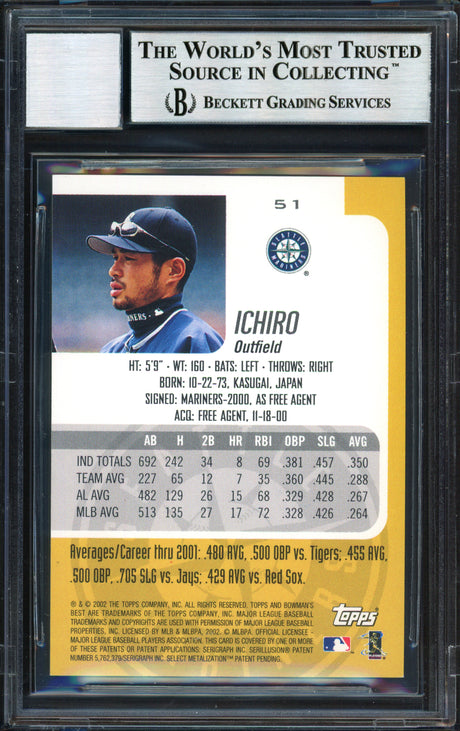 THE WORLD'S MOST TRUSTED
SOURCE IN COLLECTING™
B BECKETT GRADING SERVICES
51
SEATTLE MARINERS ®
MARINERS
ICHIRO
Outfield
HT: 5'9" · WT: 160 · BATS: LEFT · THROWS: RIGHT
BORN: 10-22-73, KASUGAI, JAPAN
SIGNED: MARINERS-2000, AS FREE AGENT
ACQ: FREE AGENT, 11-18-00
AB H 2B HR RBI OBP SLG AVG
IND TOTALS 692 242 34 8 69 .381 .457 .350
TEAM AVG 227 65 12 7 35 .360 .445 .288
AL AVG 482 129 26 15 68 .329 .428 .267
MLB AVG 513 135 27 17 72 .328 .426 .264
Averages/Career thru 2001: .480 AVG, .500 OBP vs. Tigers; .455 AVG,
.500 OBP, .705 SLG vs. Jays; .429 AVG vs. Red Sox.
® & © 2002 THE TOPPS COMPANY, INC. ALL RIGHTS RESERVED. TOPPS AND BOWMAN'S
BEST ARE TRADEMARKS OF THE TOPPS COMPANY, INC. MAJOR LEAGUE BASEBALL
TRADEMARKS AND COPYRIGHTS ARE USED WITH PERMISSION OF MAJOR LEAGUE BASEBALL
PROPERTIES, INC. LICENSED BY MLB & MLBPA, 2002. © MLBPA. OFFICIAL LICENSEE –
MAJOR LEAGUE BASEBALL PLAYERS ASSOCIATION. THIS CARD IS COVERED BY ONE OR MORE
OF THESE PATENTS OR PATENT APPLICATIONS: SERIGRAPH INC. SERILLUSION® PATENT
NUMBER 5,762,379/SERIGRAPH INC. SELECT METALIZATION™ PATENT PENDING.
topps